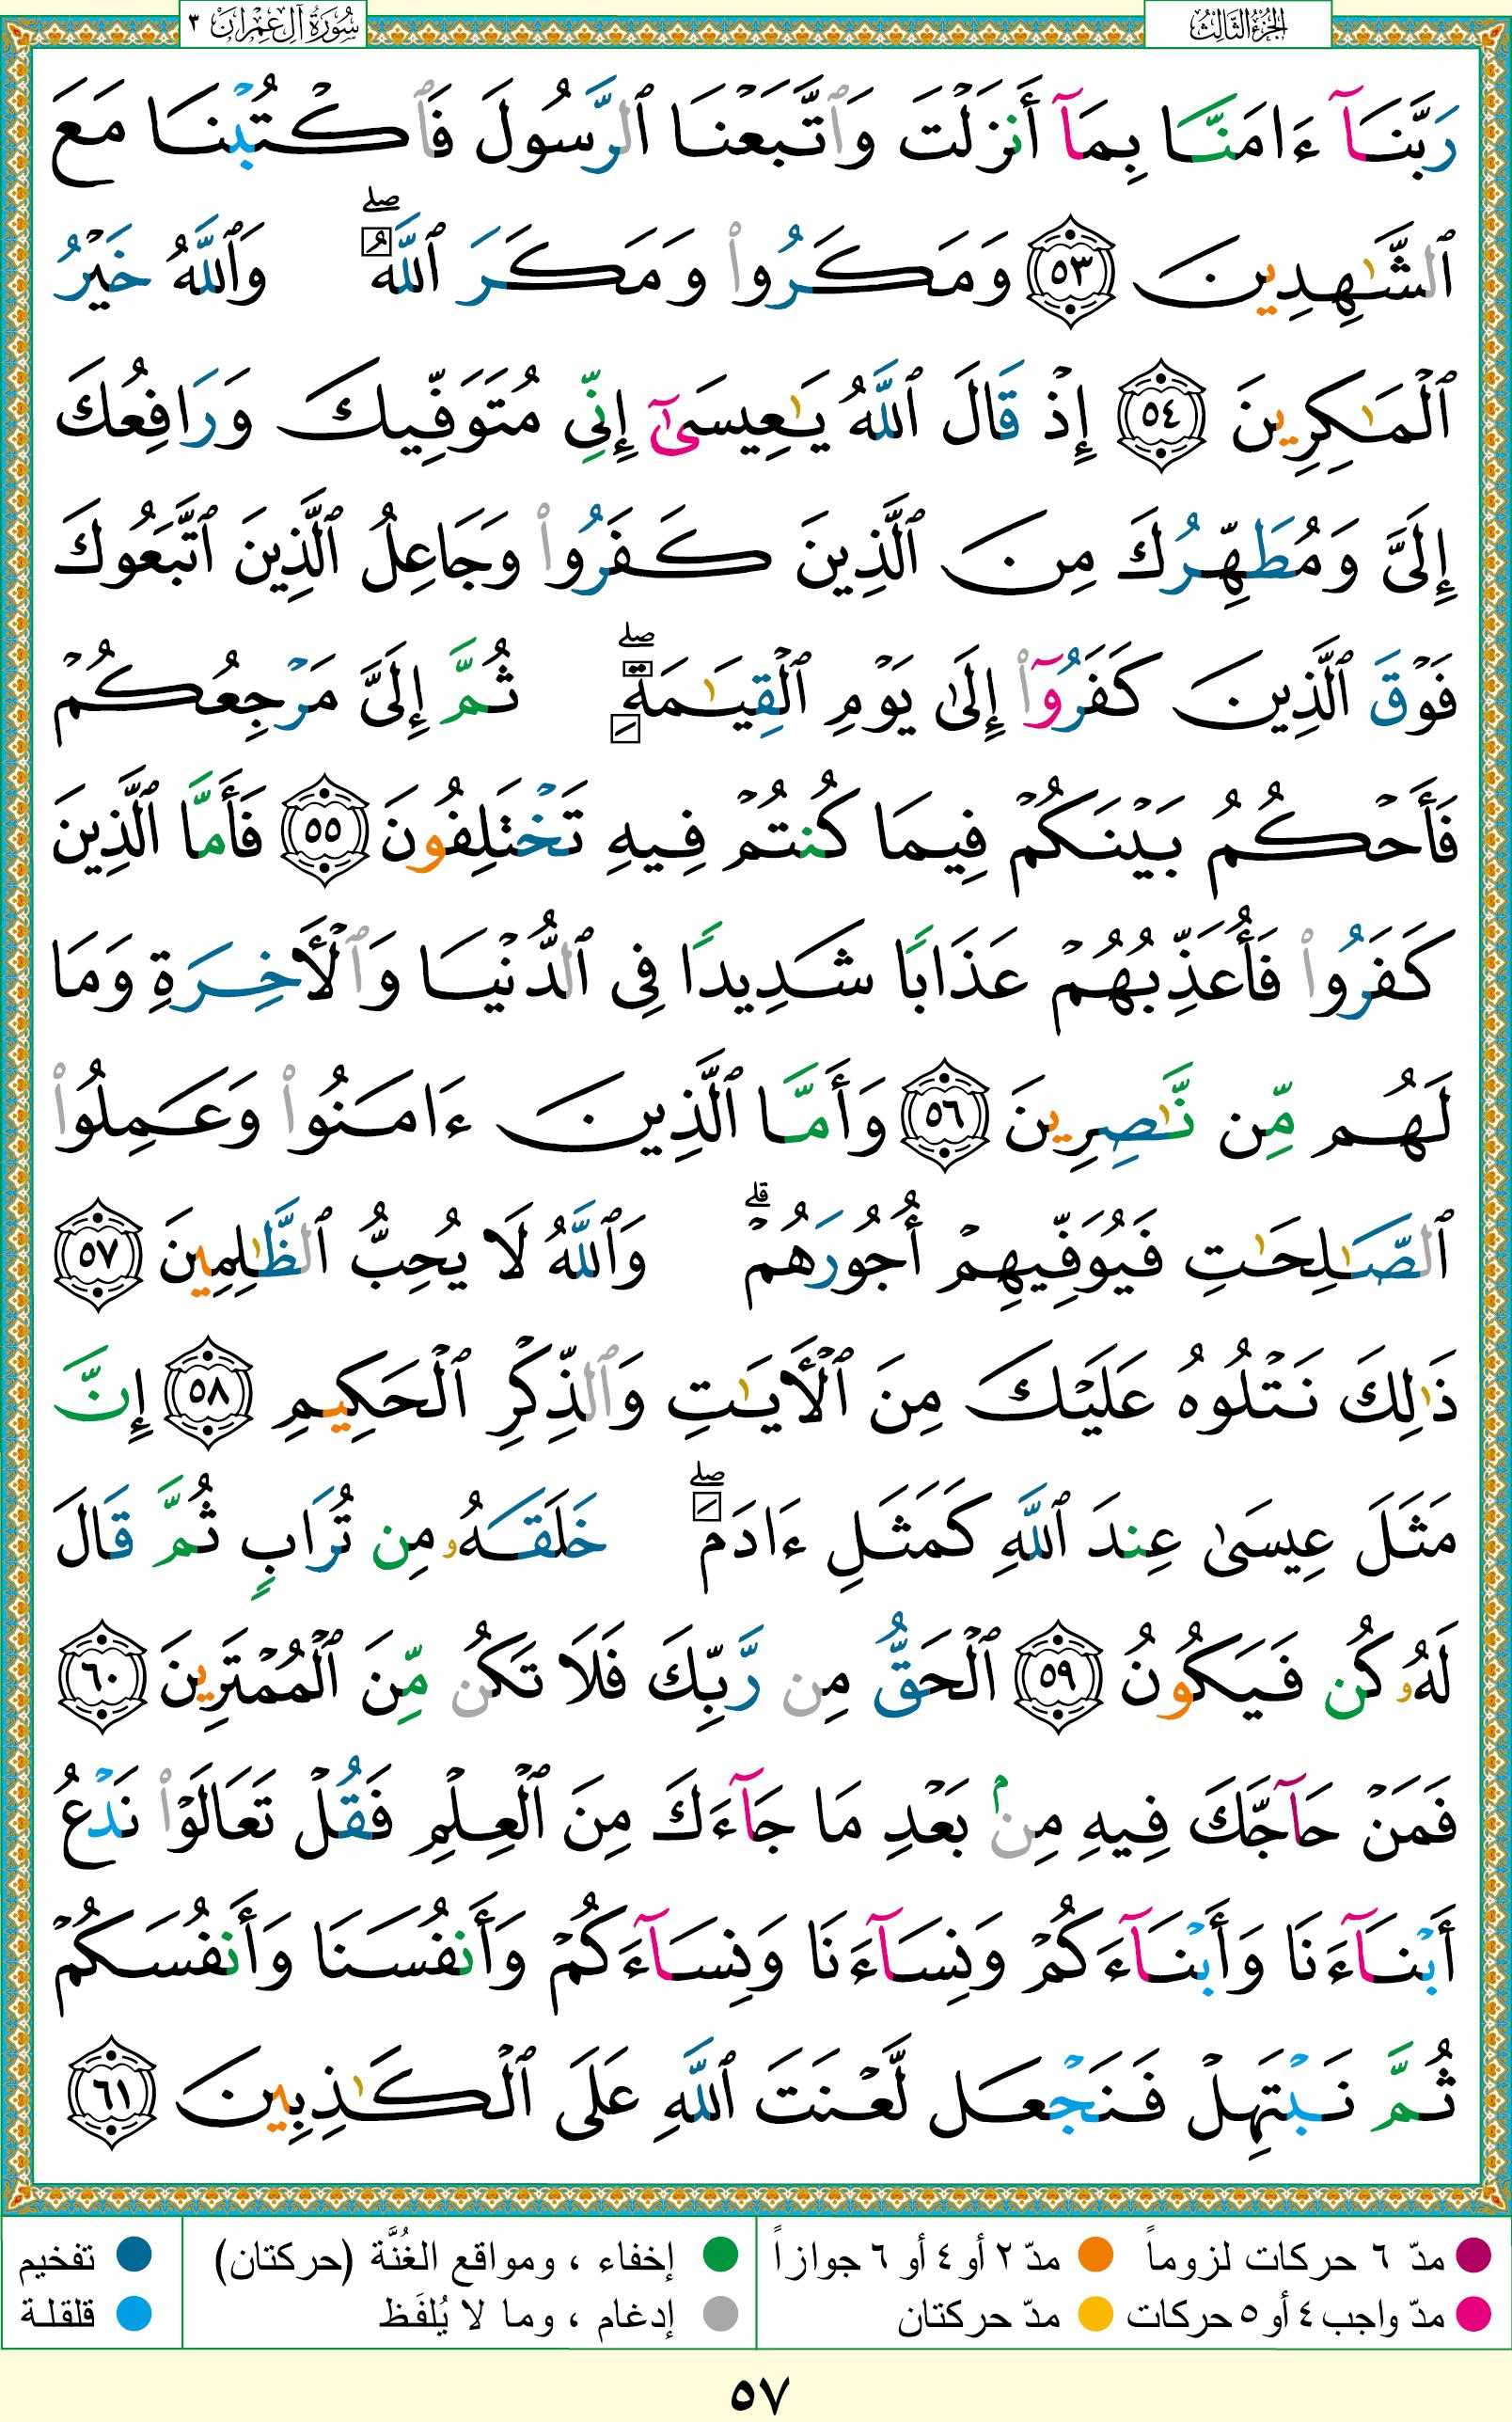 الجُزْءُ الثَّالِثُ
سُورَةُ آلِ عِمْرَانَ ٣
رَبَّنَآ ءَامَنَّا بِمَآ أَنزَلْتَ وَٱتَّبَعْنَا ٱلرَّسُولَ فَٱكْتُبْنَا مَعَ
ٱلشَّٰهِدِينَ ٥٣ وَمَكَرُوا۟ وَمَكَرَ ٱللَّهُ ۖ وَٱللَّهُ خَيْرُ
ٱلْمَٰكِرِينَ ٥٤ إِذْ قَالَ ٱللَّهُ يَٰعِيسَىٰٓ إِنِّى مُتَوَفِّيكَ وَرَافِعُكَ
إِلَىَّ وَمُطَهِّرُكَ مِنَ ٱلَّذِينَ كَفَرُوا۟ وَجَاعِلُ ٱلَّذِينَ ٱتَّبَعُوكَ
فَوْقَ ٱلَّذِينَ كَفَرُوٓا۟ إِلَىٰ يَوْمِ ٱلْقِيَٰمَةِ ۖ ثُمَّ إِلَىَّ مَرْجِعُكُمْ
فَأَحْكُمُ بَيْنَكُمْ فِيمَا كُنتُمْ فِيهِ تَخْتَلِفُونَ ٥٥ فَأَمَّا ٱلَّذِينَ
كَفَرُوا۟ فَأُعَذِّبُهُمْ عَذَابًا شَدِيدًا فِى ٱلدُّنْيَا وَٱلْأَخِرَةِ وَمَا
لَهُم مِّن نَّٰصِرِينَ ٥٦ وَأَمَّا ٱلَّذِينَ ءَامَنُوا۟ وَعَمِلُوا۟
ٱلصَّٰلِحَٰتِ فَيُوَفِّيهِمْ أُجُورَهُمْ ۗ وَٱللَّهُ لَا يُحِبُّ ٱلظَّٰلِمِينَ ٥٧
ذَٰلِكَ نَتْلُوهُ عَلَيْكَ مِنَ ٱلْأَيَٰتِ وَٱلذِّكْرِ ٱلْحَكِيمِ ٥٨ إِنَّ
مَثَلَ عِيسَىٰ عِندَ ٱللَّهِ كَمَثَلِ ءَادَمَ ۖ خَلَقَهُۥ مِن تُرَابٍ ثُمَّ قَالَ
لَهُۥ كُن فَيَكُونُ ٥٩ ٱلْحَقُّ مِن رَّبِّكَ فَلَا تَكُن مِّنَ ٱلْمُمْتَرِينَ ٦٠
فَمَنْ حَآجَّكَ فِيهِ مِنۢ بَعْدِ مَا جَآءَكَ مِنَ ٱلْعِلْمِ فَقُلْ تَعَالَوْا۟ نَدْعُ
أَبْنَآءَنَا وَأَبْنَآءَكُمْ وَنِسَآءَنَا وَنِسَآءَكُمْ وَأَنفُسَنَا وَأَنفُسَكُمْ
ثُمَّ نَبْتَهِلْ فَنَجْعَل لَّعْنَتَ ٱللَّهِ عَلَى ٱلْكَٰذِبِينَ ٦١
مدّ ٦ حركات لزوماً مدّ ٢ أو ٤ أو ٦ جوازاً إخفاء ، ومواقع الغُنَّة (حركتان) تفخيم
مدّ واجب ٤ أو ٥ حركات مدّ حركتان إدغام ، وما لا يُلفَظ قلقلة
٥٧